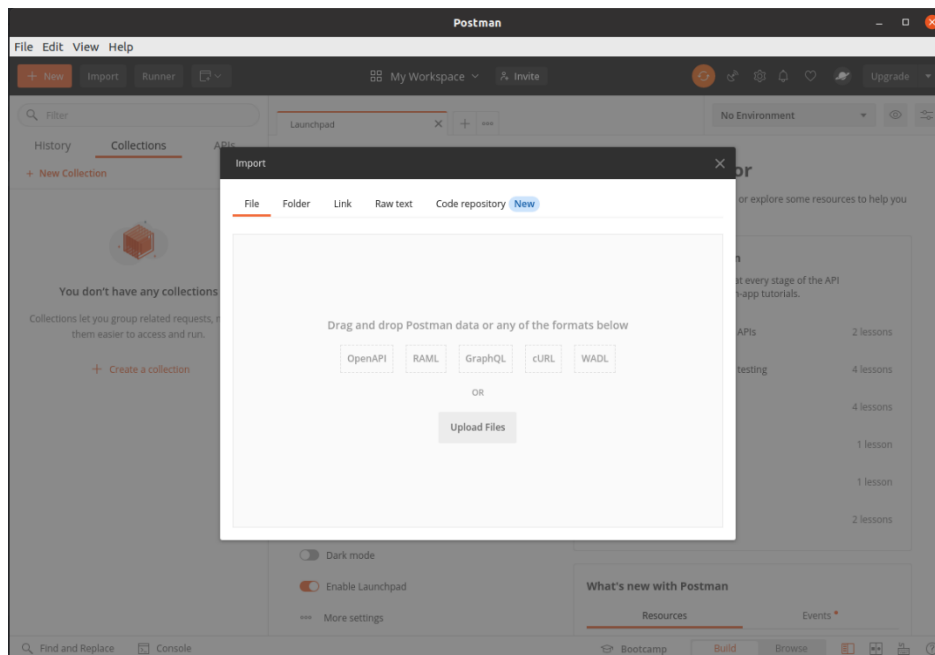 Postman
File Edit View Help
+ New Import Runner My Workspace Invite Upgrade
Filter
Launchpad
No Environment
History Collections APIs
+ New Collection
Import
or
File Folder Link Raw text Code repository New
or explore some resources to help you
You don't have any collections
Collections let you group related requests,
them easier to access and run.
+ Create a collection
Drag and drop Postman data or any of the formats below
OpenAPI RAML GraphQL cURL WADL
OR
Upload Files
at every stage of the API
-app tutorials.
APIs 2 lessons
testing 4 lessons
4 lessons
1 lesson
1 lesson
2 lessons
Dark mode
Enable Launchpad
More settings
What's new with Postman
Resources Events
Find and Replace Console Bootcamp Build Browse